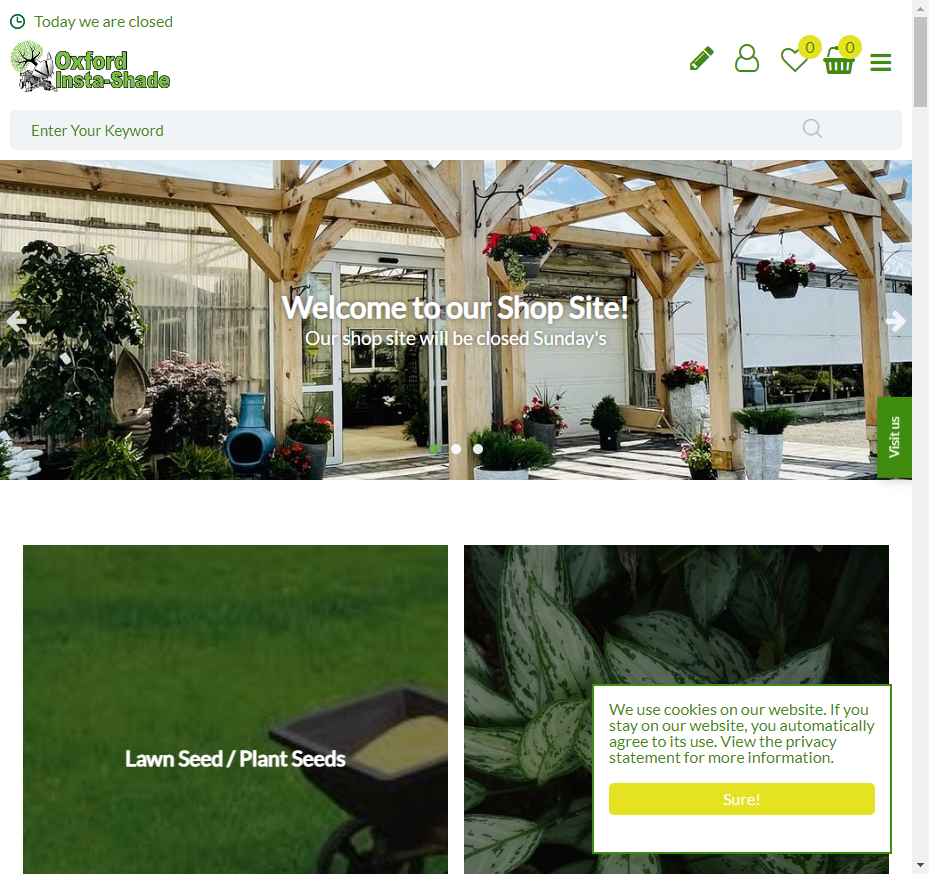 Today we are closed
Oxford
Insta-Shade
0
0
Enter Your Keyword
Welcome to our Shop Site!
Our shop site will be closed Sunday's
Visit us
Lawn Seed / Plant Seeds
We use cookies on our website. If you
stay on our website, you automatically
agree to its use. View the privacy
statement for more information.
Sure!